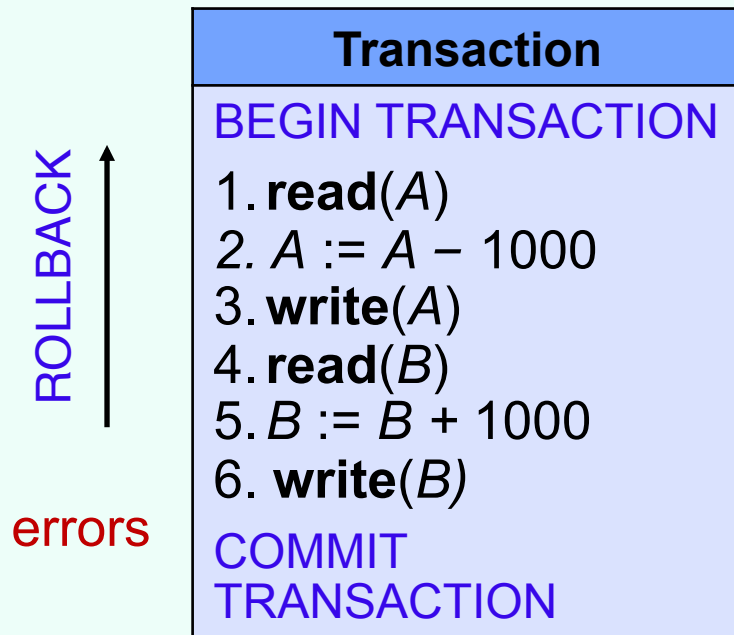 Transaction
BEGIN TRANSACTION
1. read(A)
2. A := A – 1000
3. write(A)
4. read(B)
5. B := B + 1000
6. write(B)
COMMIT
TRANSACTION
ROLLBACK
errors